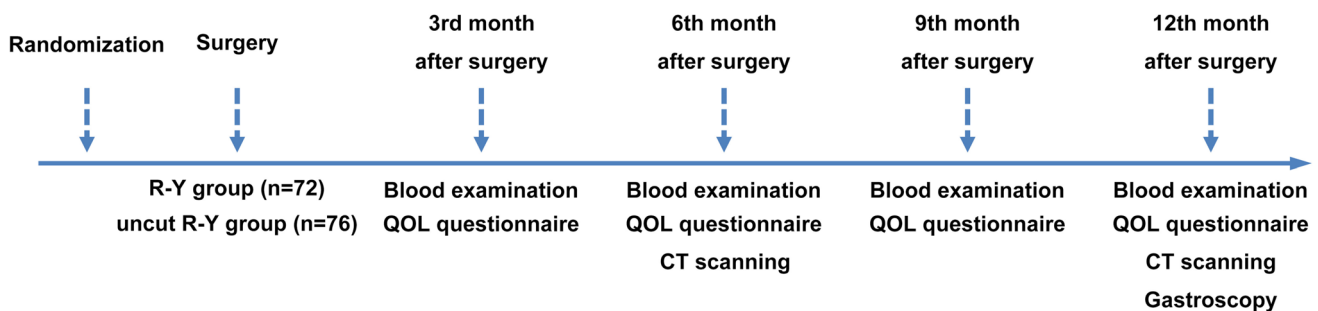 Randomization
Surgery
3rd month
after surgery
6th month
after surgery
9th month
after surgery
12th month
after surgery
R-Y group (n=72)
uncut R-Y group (n=76)
Blood examination
QOL questionnaire
Blood examination
QOL questionnaire
CT scanning
Blood examination
QOL questionnaire
Blood examination
QOL questionnaire
CT scanning
Gastroscopy